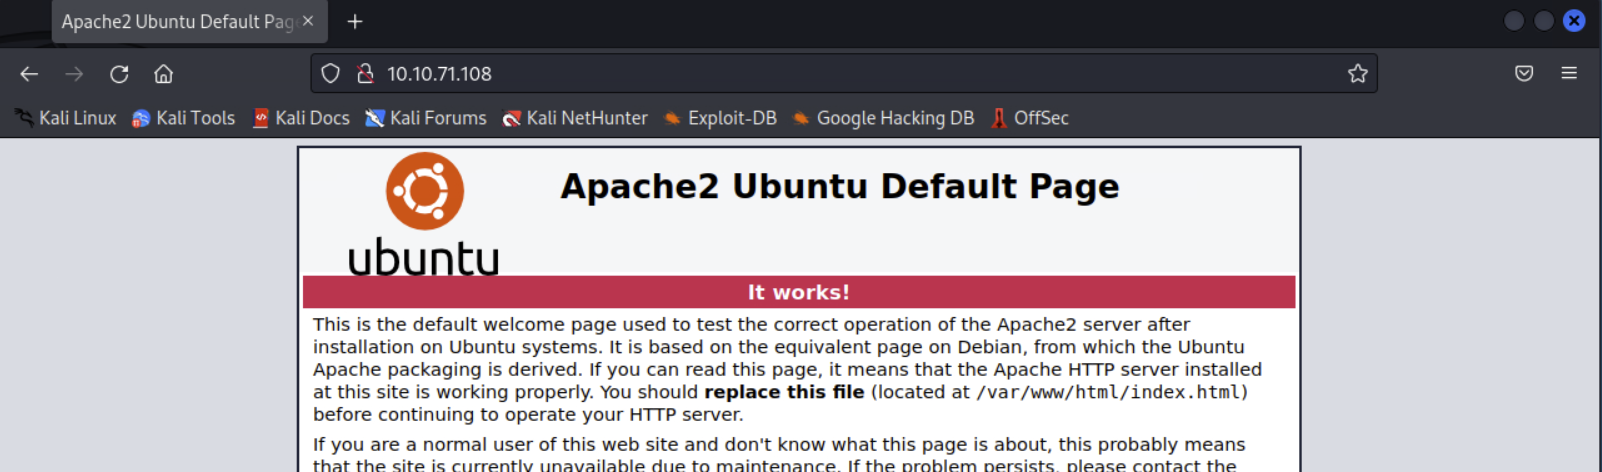 Apache2 Ubuntu Default Pag
10.10.71.108
Kali Linux Kali Tools Kali Docs Kali Forums Kali NetHunter Exploit-DB Google Hacking DB OffSec
Apache2 Ubuntu Default Page
ubuntu
It works!
This is the default welcome page used to test the correct operation of the Apache2 server after
installation on Ubuntu systems. It is based on the equivalent page on Debian, from which the Ubuntu
Apache packaging is derived. If you can read this page, it means that the Apache HTTP server installed
at this site is working properly. You should replace this file (located at /var/www/html/index.html)
before continuing to operate your HTTP server.
If you are a normal user of this web site and don't know what this page is about, this probably means
that the site is currently unavailable due to maintenance. If the problem persists, please contact the